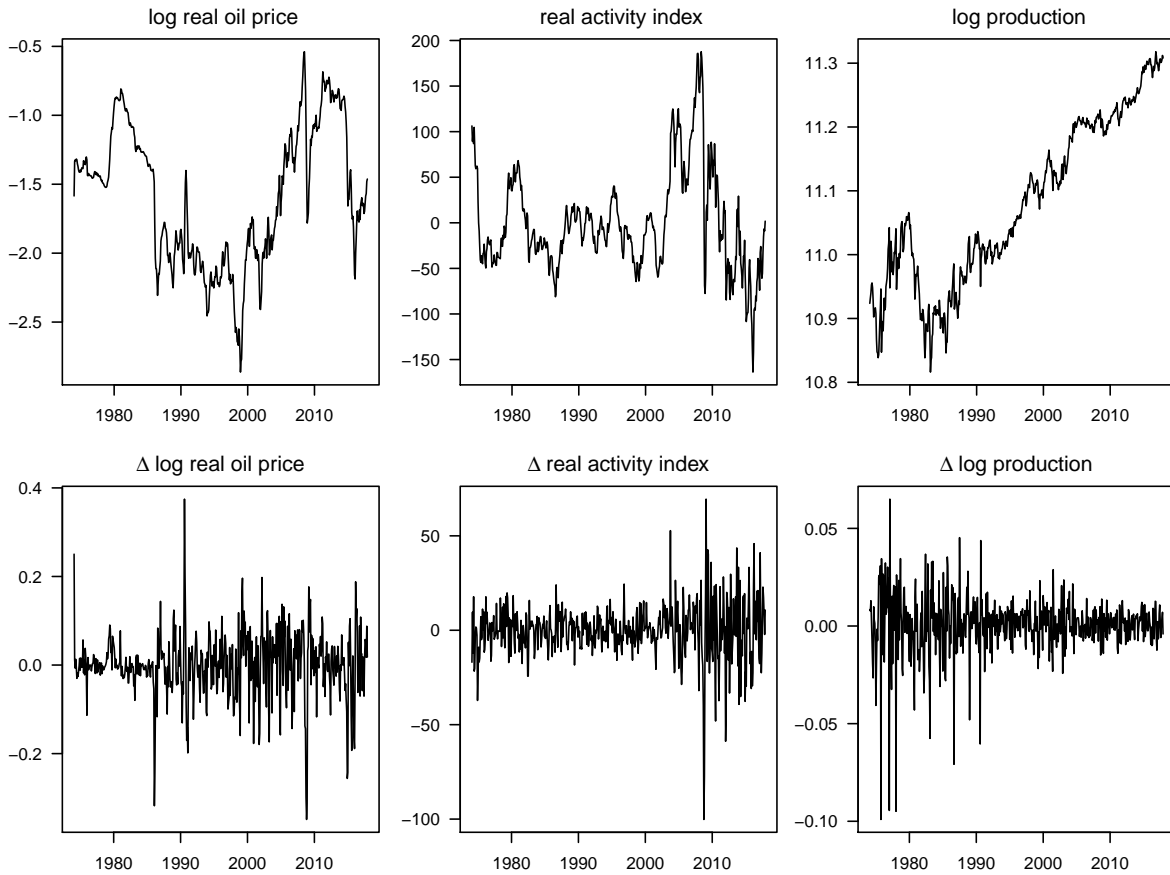 log real oil price
−0.5
−1.0
−1.5
−2.0
−2.5
1980 1990 2000 2010
real activity index
200
150
100
50
0
−50
−100
−150
1980 1990 2000 2010
log production
11.3
11.2
11.1
11.0
10.9
10.8
1980 1990 2000 2010
Δ log real oil price
0.4
0.2
0.0
−0.2
1980 1990 2000 2010
Δ real activity index
50
0
−50
−100
1980 1990 2000 2010
Δ log production
0.05
0.00
−0.05
−0.10
1980 1990 2000 2010